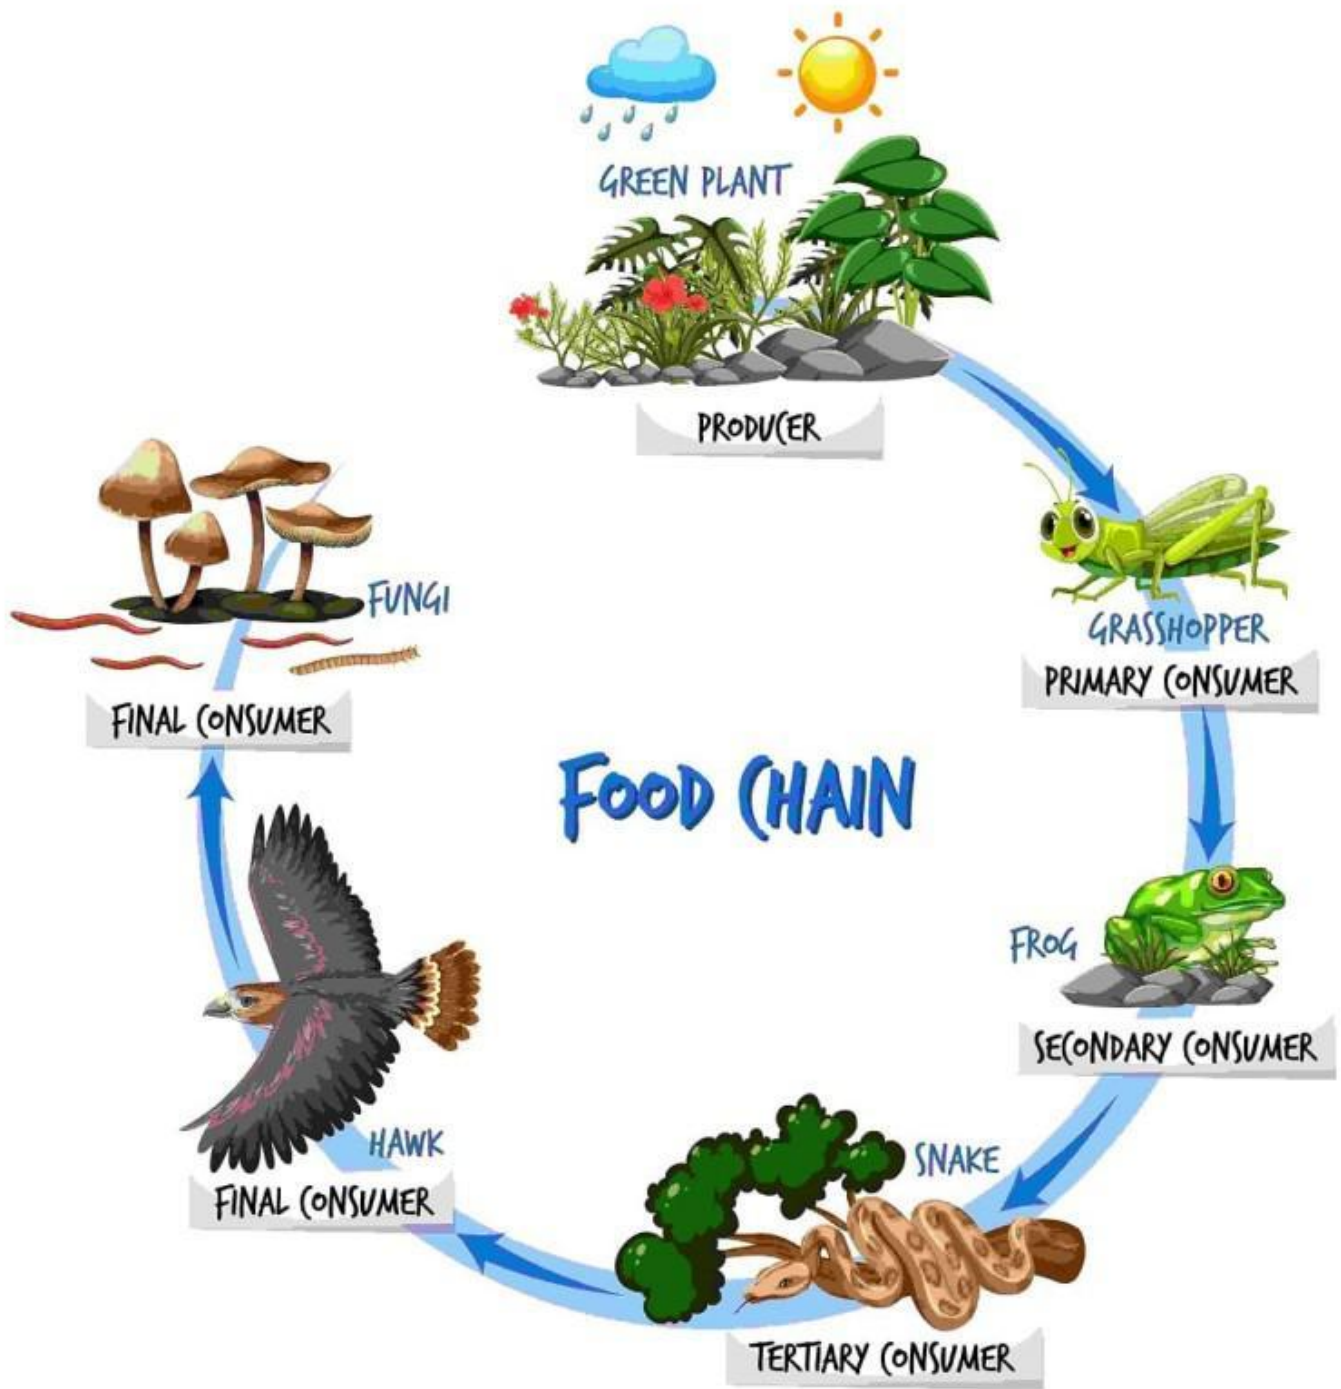 GREEN PLANT
PRODUCER
GRASSHOPPER
PRIMARY CONSUMER
FROG
SECONDARY CONSUMER
SNAKE
TERTIARY CONSUMER
HAWK
FINAL CONSUMER
FUNGI
FINAL CONSUMER
FOOD CHAIN